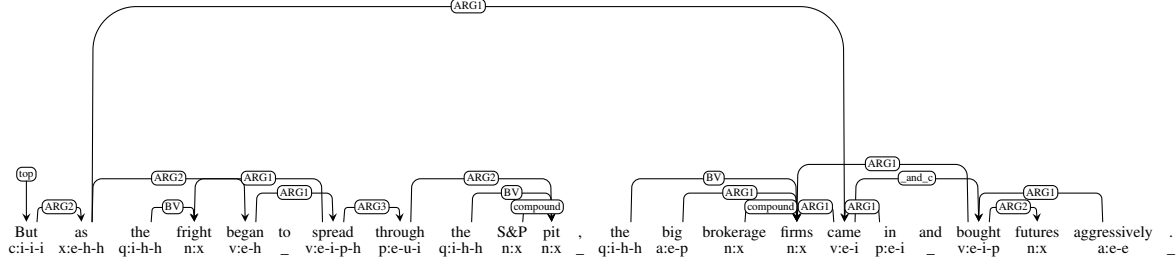 ARG1
top
ARG2 ARG1 ARG2 ARG1
_and_c
ARG2 BV ARG1 ARG3 BV compound BV ARG1 compound ARG1 ARG1 ARG2 ARG1
But as the fright began to spread through the S&P pit , the big brokerage firms came in and bought futures aggressively .
c:i-i-i x:e-h-h q:i-h-h n:x v:e-h _ v:e-i-p-h p:e-u-i q:i-h-h n:x n:x _ q:i-h-h a:e-p n:x n:x v:e-i p:e-i _ v:e-i-p n:x a:e-e _